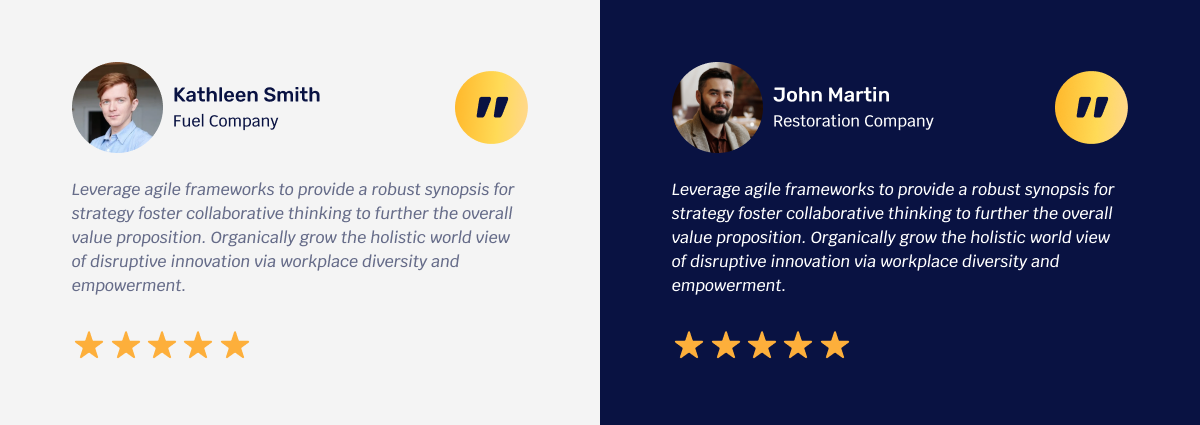 Kathleen Smith
Fuel Company
"
Leverage agile frameworks to provide a robust synopsis for
strategy foster collaborative thinking to further the overall
value proposition. Organically grow the holistic world view
of disruptive innovation via workplace diversity and
empowerment.
John Martin
Restoration Company
"
Leverage agile frameworks to provide a robust synopsis for
strategy foster collaborative thinking to further the overall
value proposition. Organically grow the holistic world view
of disruptive innovation via workplace diversity and
empowerment.